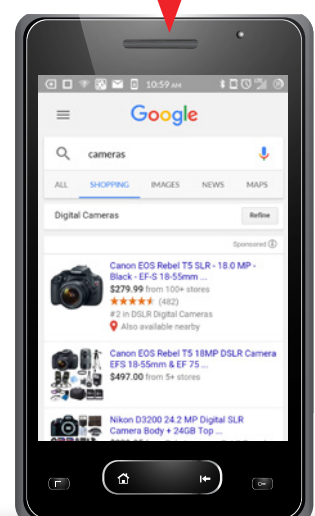 10:59 AM
Google
cameras
ALL SHOPPING IMAGES NEWS MAPS
Digital Cameras Refine
Sponsored
Canon EOS Rebel T5 SLR - 18.0 MP -
Black - EF-S 18-55mm ...
$279.99 from 100+ stores
(482)
#2 in DSLR Digital Cameras
Also available nearby
Canon EOS Rebel T5 18MP DSLR Camera
EFS 18-55mm & EF 75 ...
$497.00 from 5+ stores
Nikon D3200 24.2 MP Digital SLR
Camera Body + 24GB Top ...